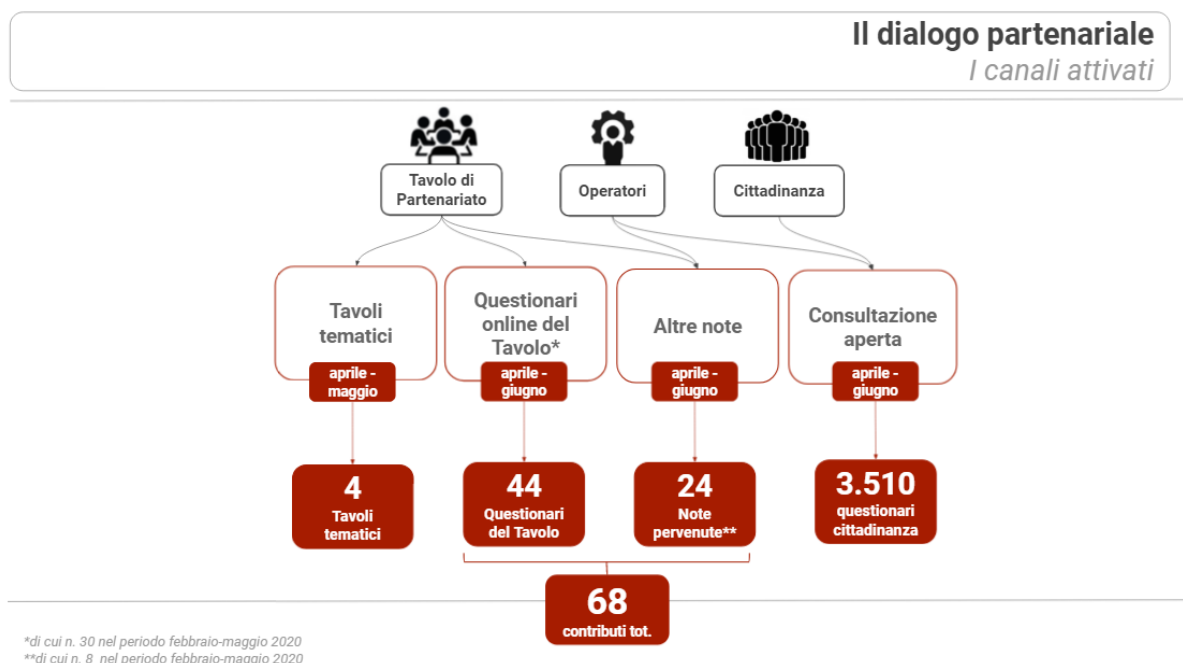 Il dialogo partenariale
I canali attivati
Tavolo di
Partenariato
Operatori
Cittadinanza
Tavoli
tematici
Questionari
online del
Tavolo*
Altre note
Consultazione
aperta
aprile -
maggio
aprile -
giugno
aprile -
giugno
aprile -
giugno
4
Tavoli
tematici
44
Questionari
del Tavolo
24
Note
pervenute**
3.510
questionari
cittadinanza
68
contributi tot.
*di cui n. 30 nel periodo febbraio-maggio 2020
**di cui n. 8 nel periodo febbraio-maggio 2020